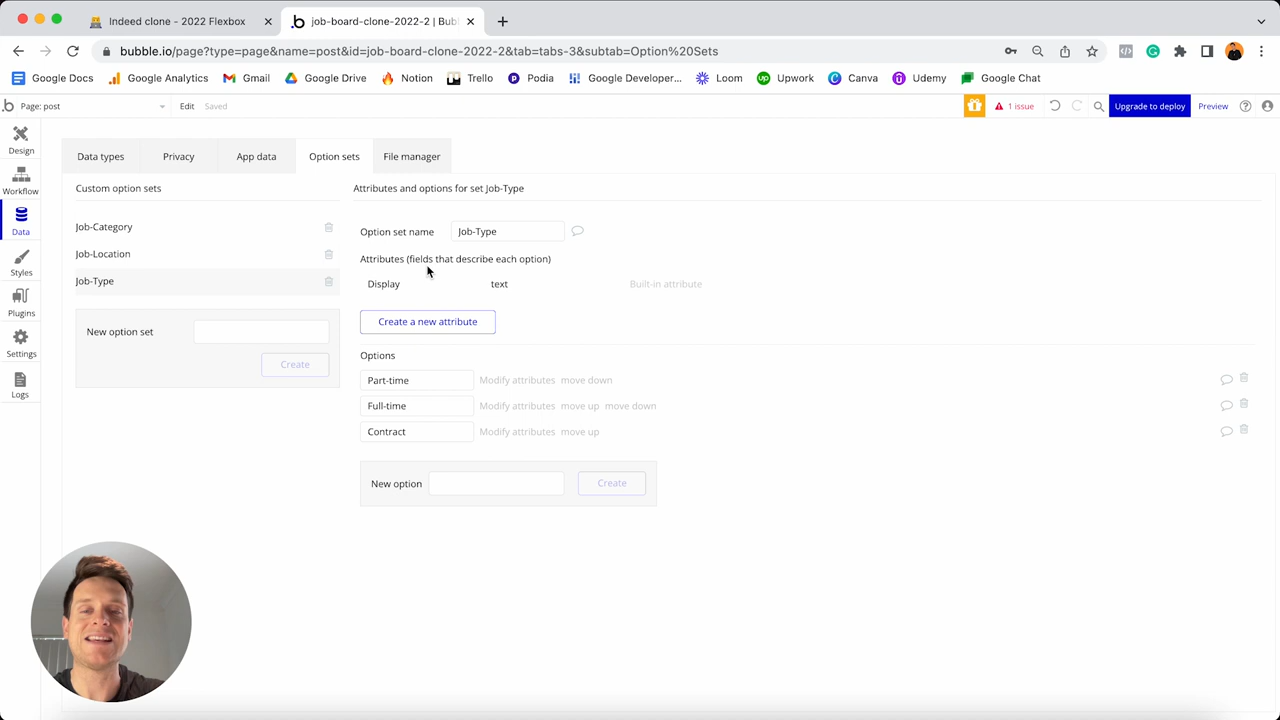 Indeed clone - 2022 Flexbox
job-board-clone-2022-2 | Bubl
bubble.io/page?type=page&name=post&id=job-board-clone-2022-2&tab=tabs-3&subtab=Option%20Sets
Google Docs Google Analytics Gmail Google Drive Notion Trello Podia Google Developer... Loom Upwork Canva Udemy Google Chat
Page: post Edit Saved 1 issue Upgrade to deploy Preview
Design
Workflow
Data
Styles
Plugins
Settings
Logs
Data types Privacy App data Option sets File manager
Custom option sets
Job-Category
Job-Location
Job-Type
New option set
Create
Attributes and options for set Job-Type
Option set name Job-Type
Attributes (fields that describe each option)
Display text Built-in attribute
Create a new attribute
Options
Part-time Modify attributes move down
Full-time Modify attributes move up move down
Contract Modify attributes move up
New option Create